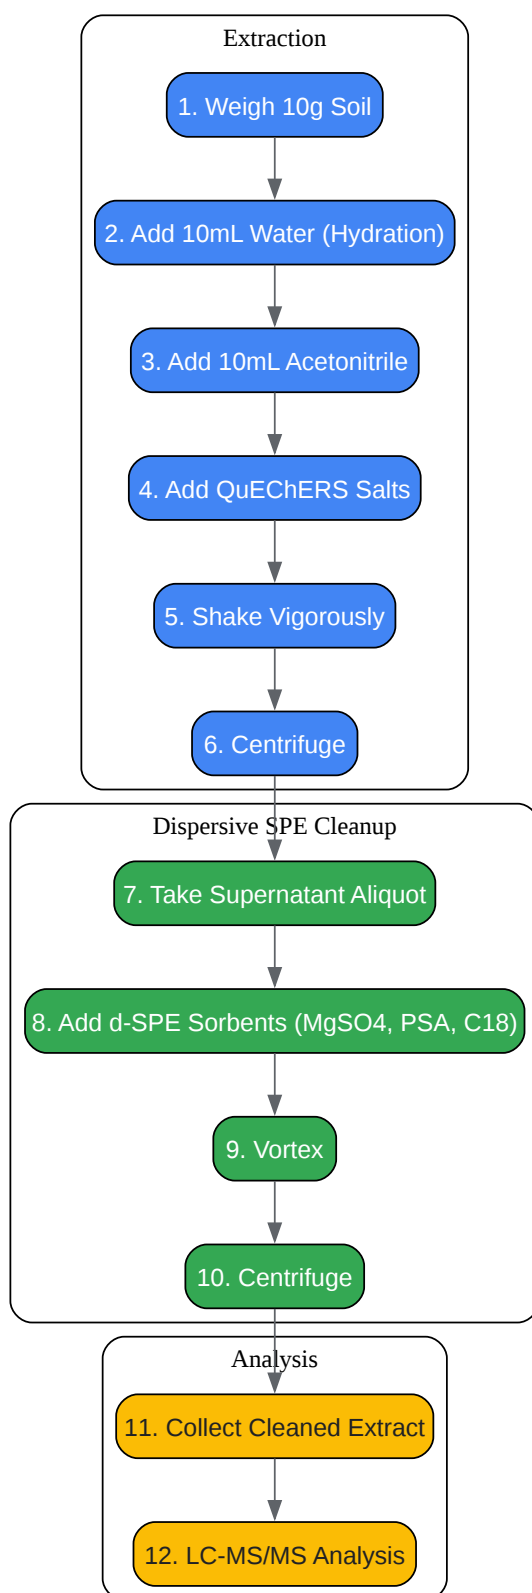 Extraction
1. Weigh 10g Soil
2. Add 10mL Water (Hydration)
3. Add 10mL Acetonitrile
4. Add QuEChERS Salts
5. Shake Vigorously
6. Centrifuge
Dispersive SPE Cleanup
7. Take Supernatant Aliquot
8. Add d-SPE Sorbents (MgSO4, PSA, C18)
9. Vortex
10. Centrifuge
Analysis
11. Collect Cleaned Extract
12. LC-MS/MS Analysis